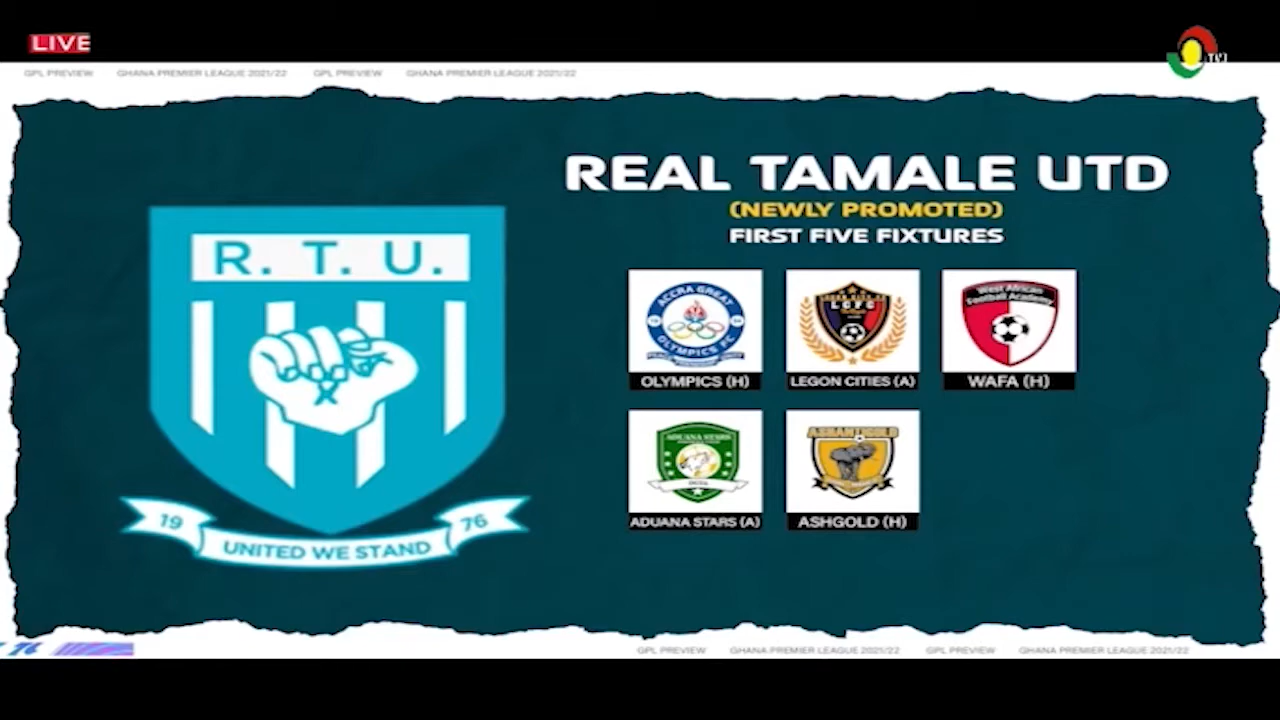 LIVE
TV3
GPL PREVIEW GHANA PREMIER LEAGUE 2021/22 GPL PREVIEW GHANA PREMIER LEAGUE 2021/22
REAL TAMALE UTD
(NEWLY PROMOTED)
FIRST FIVE FIXTURES
R. T. U.
19 76
UNITED WE STAND
ACCRA GREAT
OLYMPICS FC
OLYMPICS (H)
LCFC
LEGON CITIES (A)
West African
Football Academy
WAFA (H)
ADUANA STARS
ADUANA STARS (A)
ASHANTIGOLD
ASHGOLD (H)
GPL PREVIEW GHANA PREMIER LEAGUE 2021/22 GPL PREVIEW GHANA PREMIER LEAGUE 2021/22